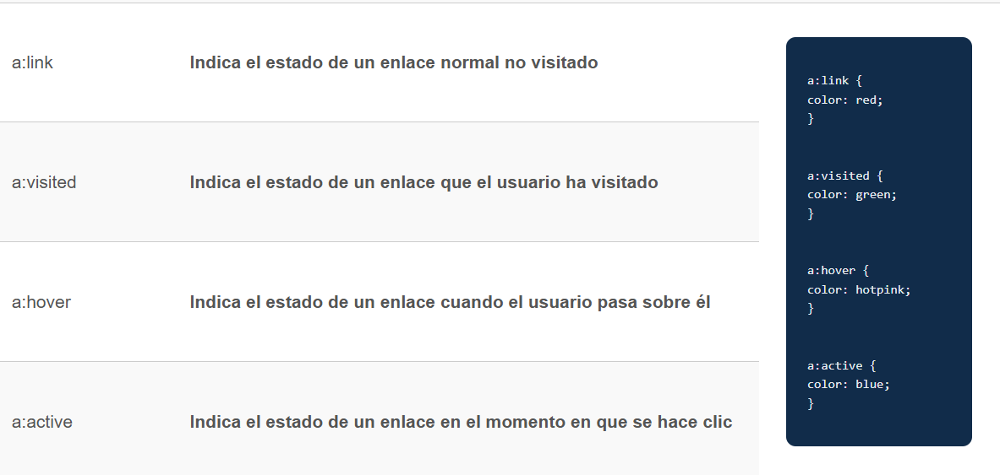 a:link
Indica el estado de un enlace normal no visitado
a:visited
Indica el estado de un enlace que el usuario ha visitado
a:hover
Indica el estado de un enlace cuando el usuario pasa sobre él
a:active
Indica el estado de un enlace en el momento en que se hace clic
a:link {
color: red;
}
a:visited {
color: green;
}
a:hover {
color: hotpink;
}
a:active {
color: blue;
}